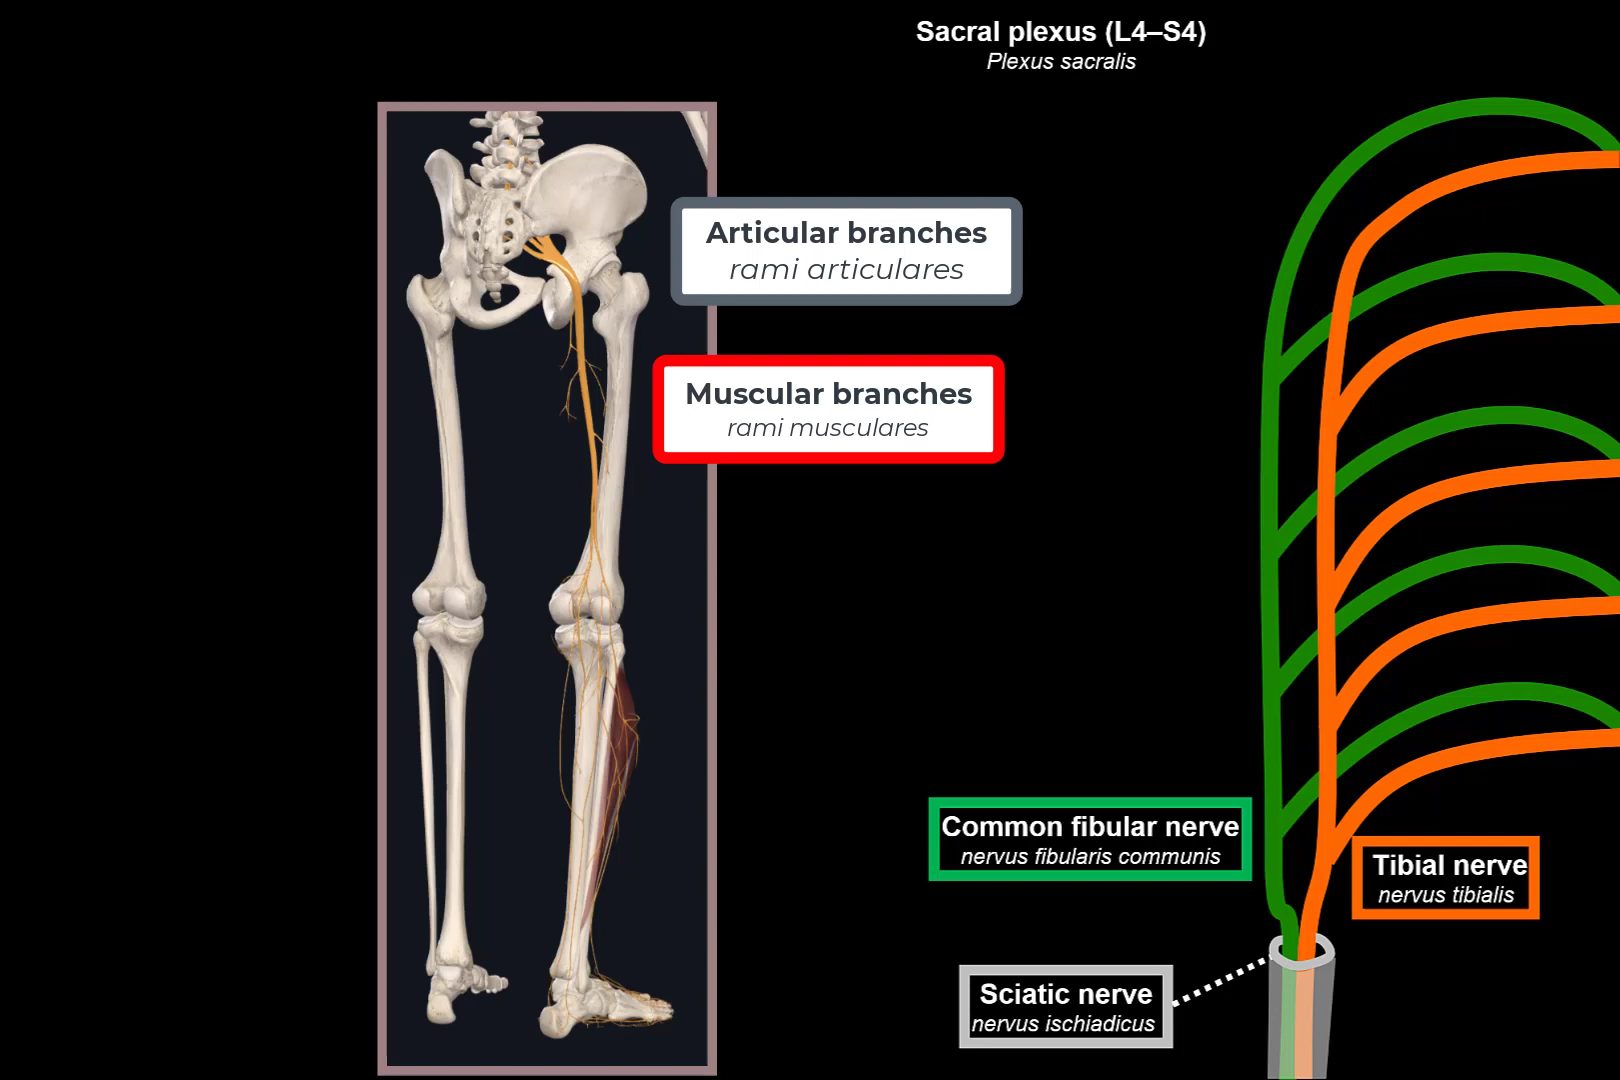 Sacral plexus (L4–S4)
Plexus sacralis
Articular branches
rami articulares
Muscular branches
rami musculares
Common fibular nerve
nervus fibularis communis
Tibial nerve
nervus tibialis
Sciatic nerve
nervus ischiadicus